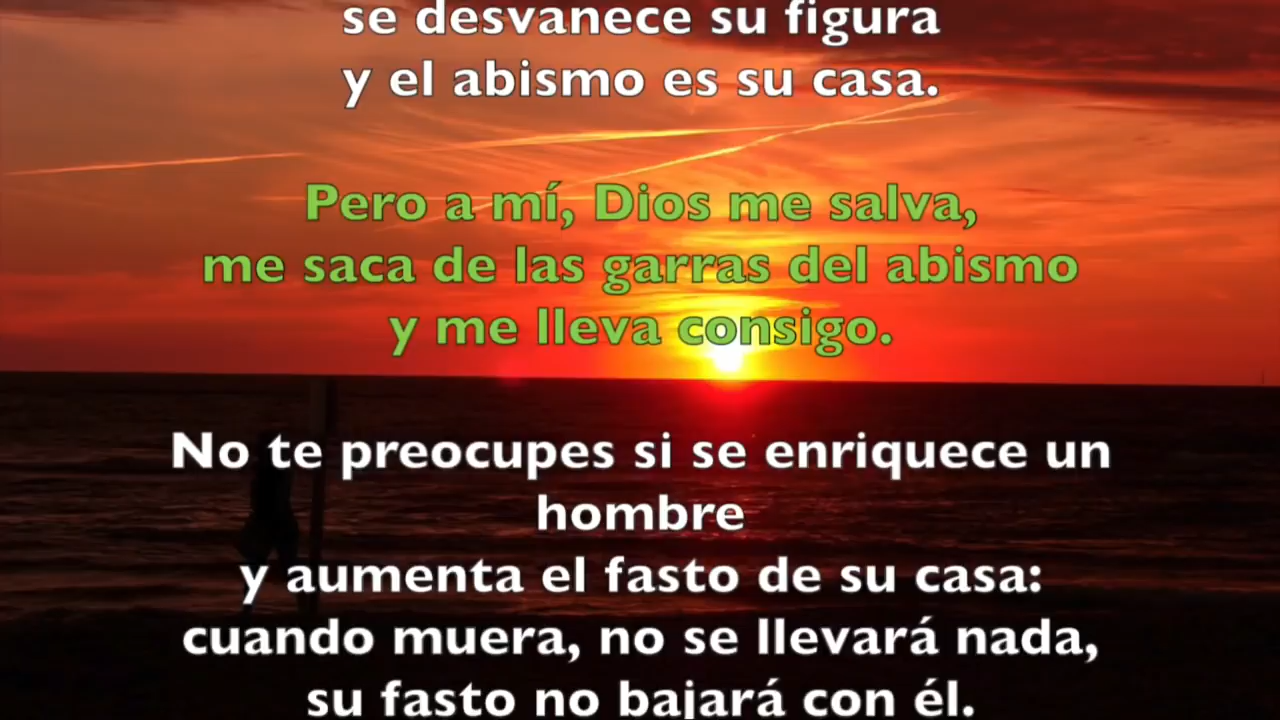 se desvanece su figura
y el abismo es su casa.
Pero a mí, Dios me salva,
me saca de las garras del abismo
y me lleva consigo.
No te preocupes si se enriquece un
hombre
y aumenta el fasto de su casa:
cuando muera, no se llevará nada,
su fasto no bajará con él.